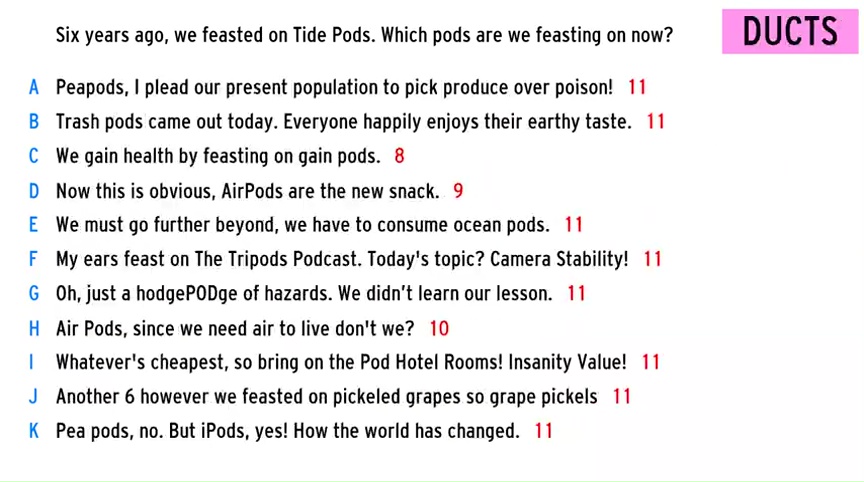 Six years ago, we feasted on Tide Pods. Which pods are we feasting on now?
DUCTS
A Peapods, I plead our present population to pick produce over poison! 11
B Trash pods came out today. Everyone happily enjoys their earthy taste. 11
C We gain health by feasting on gain pods. 8
D Now this is obvious, AirPods are the new snack. 9
E We must go further beyond, we have to consume ocean pods. 11
F My ears feast on The Tripods Podcast. Today's topic? Camera Stability! 11
G Oh, just a hodgePODge of hazards. We didn't learn our lesson. 11
H Air Pods, since we need air to live don't we? 10
I Whatever's cheapest, so bring on the Pod Hotel Rooms! Insanity Value! 11
J Another 6 however we feasted on pickeled grapes so grape pickels 11
K Pea pods, no. But iPods, yes! How the world has changed. 11